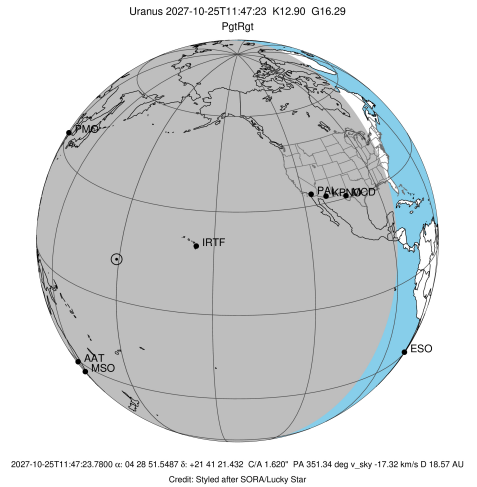 Uranus 2027-10-25T11:47:23  K12.90  G16.29
PgtRgt
PMO
PAL KPNO MCD
IRTF
ESO
AAT
MSO
2027-10-25T11:47:23.7800 α: 04 28 51.5487 δ: +21 41 21.432  C/A 1.620"  PA 351.34 deg v_sky -17.32 km/s D 18.57 AU
Credit: Styled after SORA/Lucky Star